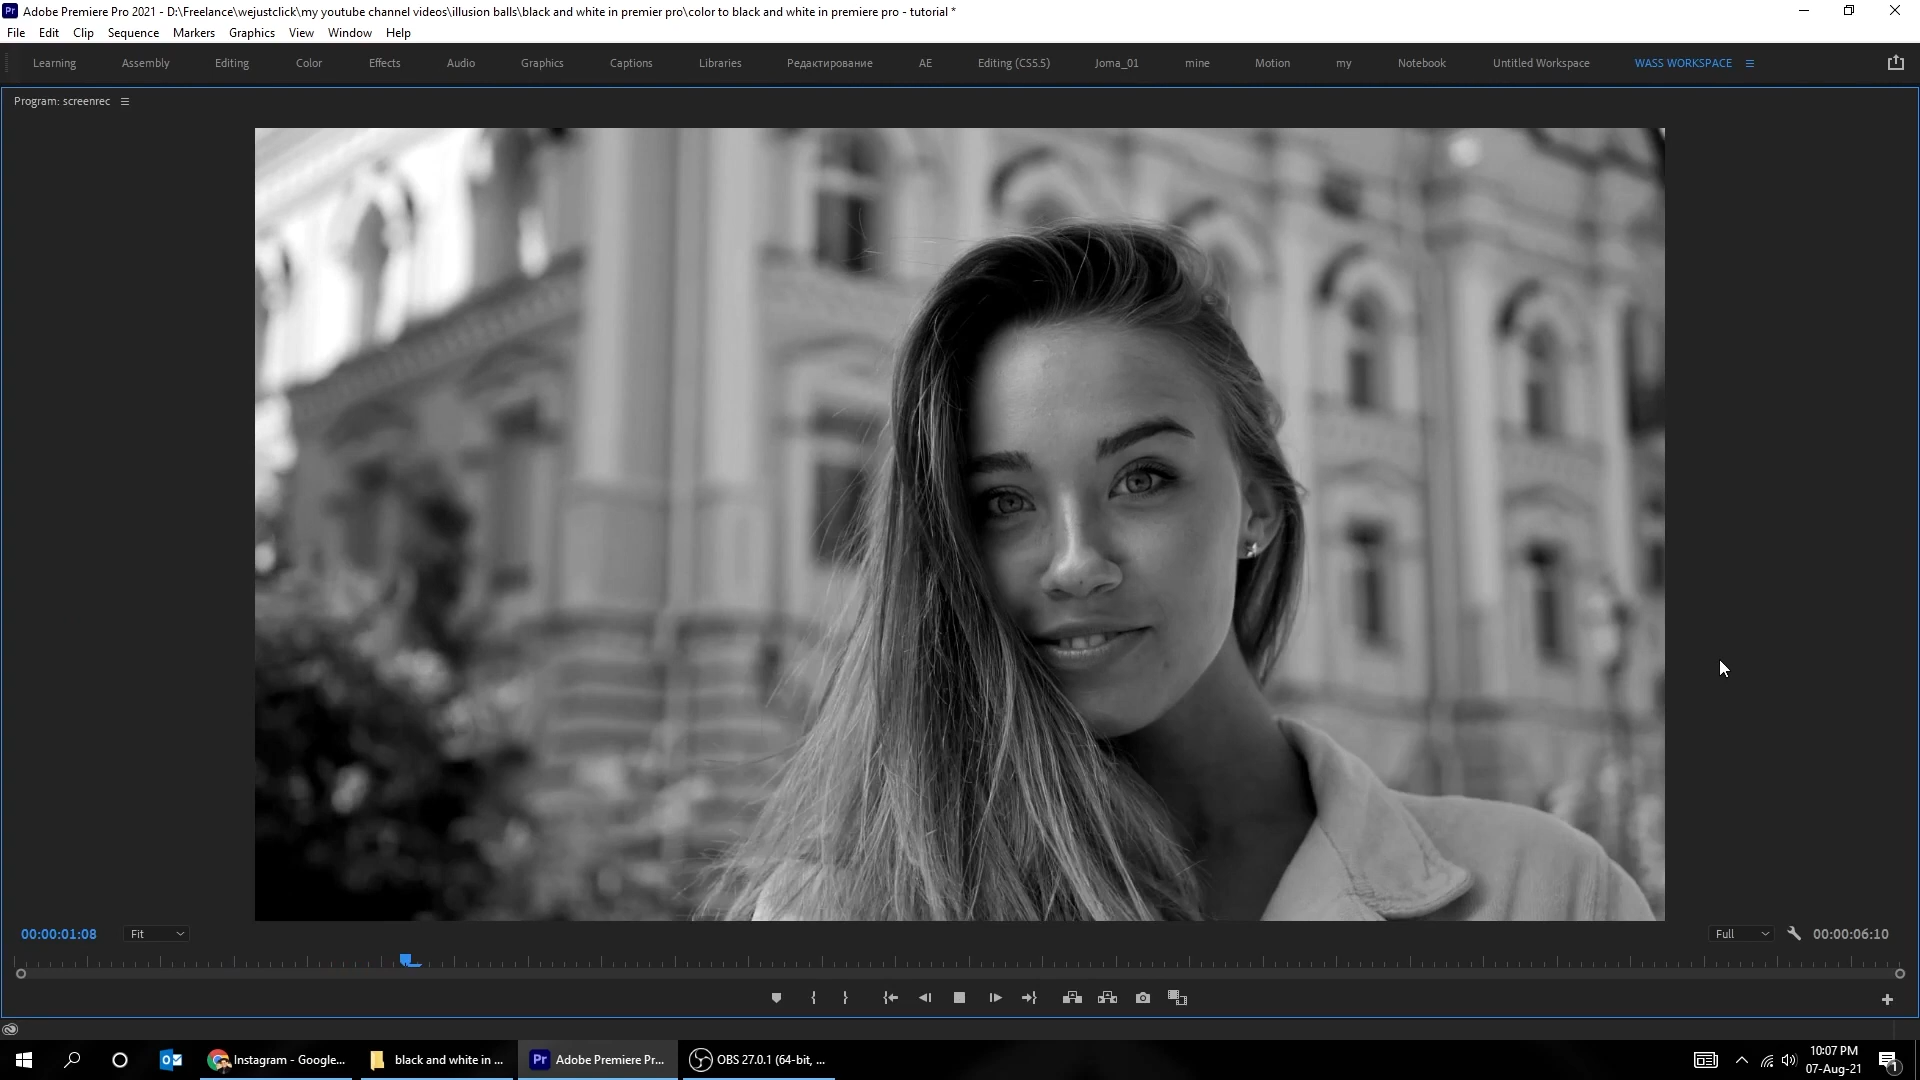 Pr Adobe Premiere Pro 2021 - D:\Freelance\wejustclick\my youtube channel videos\illusion balls\black and white in premier pro\color to black and white in premiere pro - tutorial *
File Edit Clip Sequence Markers Graphics View Window Help
Learning Assembly Editing Color Effects Audio Graphics Captions Libraries Редактирование AE Editing (CS5.5) Joma_01 mine Motion my Notebook Untitled Workspace WASS WORKSPACE
Program: screenrec
00:00:01:08 Fit Full 00:00:06:10
Instagram - Google... black and white in ... Pr Adobe Premiere Pr... OBS 27.0.1 (64-bit, ... 10:07 PM
07-Aug-21 1